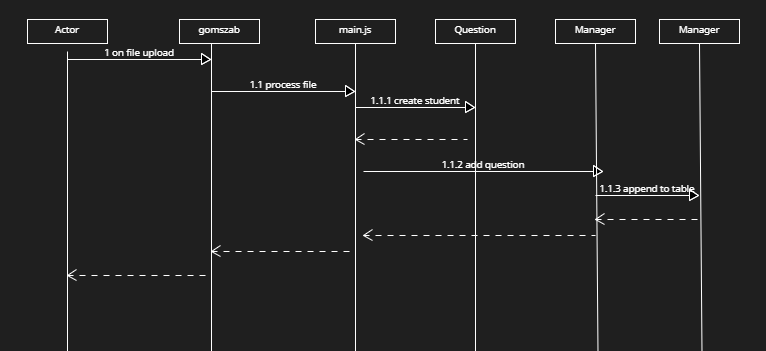 Actor
gomszab
main.js
Question
Manager
Manager
1 on file upload
1.1 process file
1.1.1 create student
1.1.2 add question
1.1.3 append to table